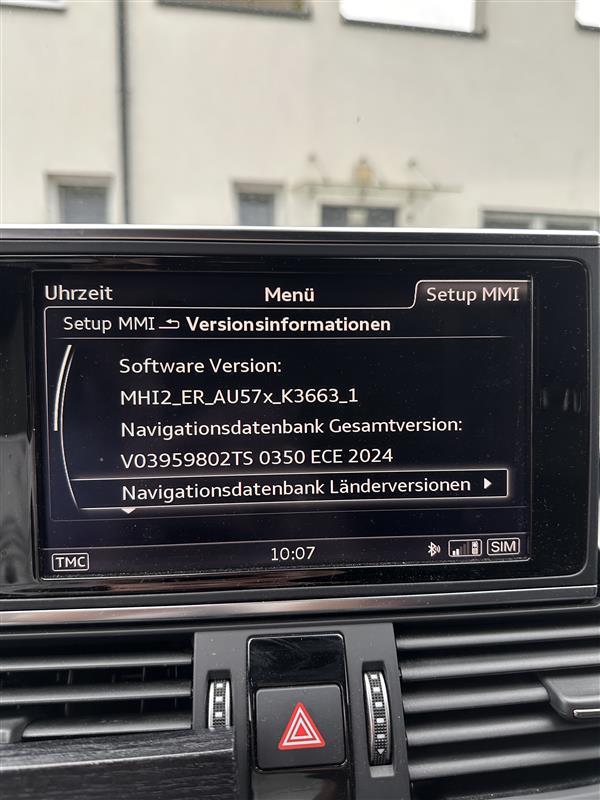 Uhrzeit Menü Setup MMI
Setup MMI Versionsinformationen
Software Version:
MHI2_ER_AU57x_K3663_1
Navigationsdatenbank Gesamtversion:
V03959802TS 0350 ECE 2024
Navigationsdatenbank Länderversionen
TMC 10:07 SIM